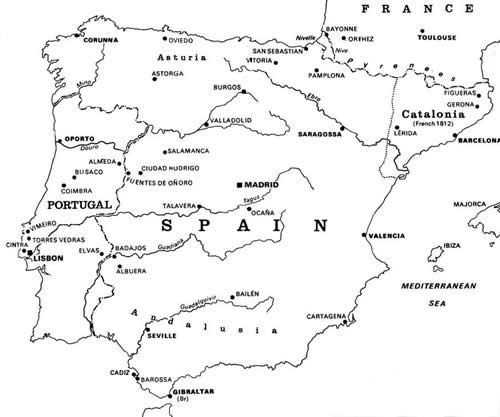 FRANCE
BAYONNE
ORTHEZ
TOULOUSE
Nivelle
Nive
CORUNNA
OVIEDO
SAN SEBASTIAN
VITORIA
Asturia
PAMPLONA
Pyrenees
ASTORGA
Mino
BURGOS
Ebro
FIGUERAS
GERONA
Catalonia
(French 1812)
VALLADOLID
SARAGOSSA
LÉRIDA
BARCELONA
OPORTO
Douro
SALAMANCA
ALMEDA
CIUDAD HUDRIGO
BUSACO
FUENTES DE OÑORO
COIMBRA
MADRID
PORTUGAL
TALAVERA
Tagus
OCAÑA
MAJORCA
SPAIN
VIMEIRO
TORRES VEDRAS
CINTRA
LISBON
ELVAS
BADAJOS
Guadiana
VALENCIA
IBIZA
ALBUERA
MEDITERRANEAN
SEA
BAILÉN
Guadalquivir
Andalusia
CARTAGENA
SEVILLE
CADIZ
BAROSSA
GIBRALTAR
(Br)